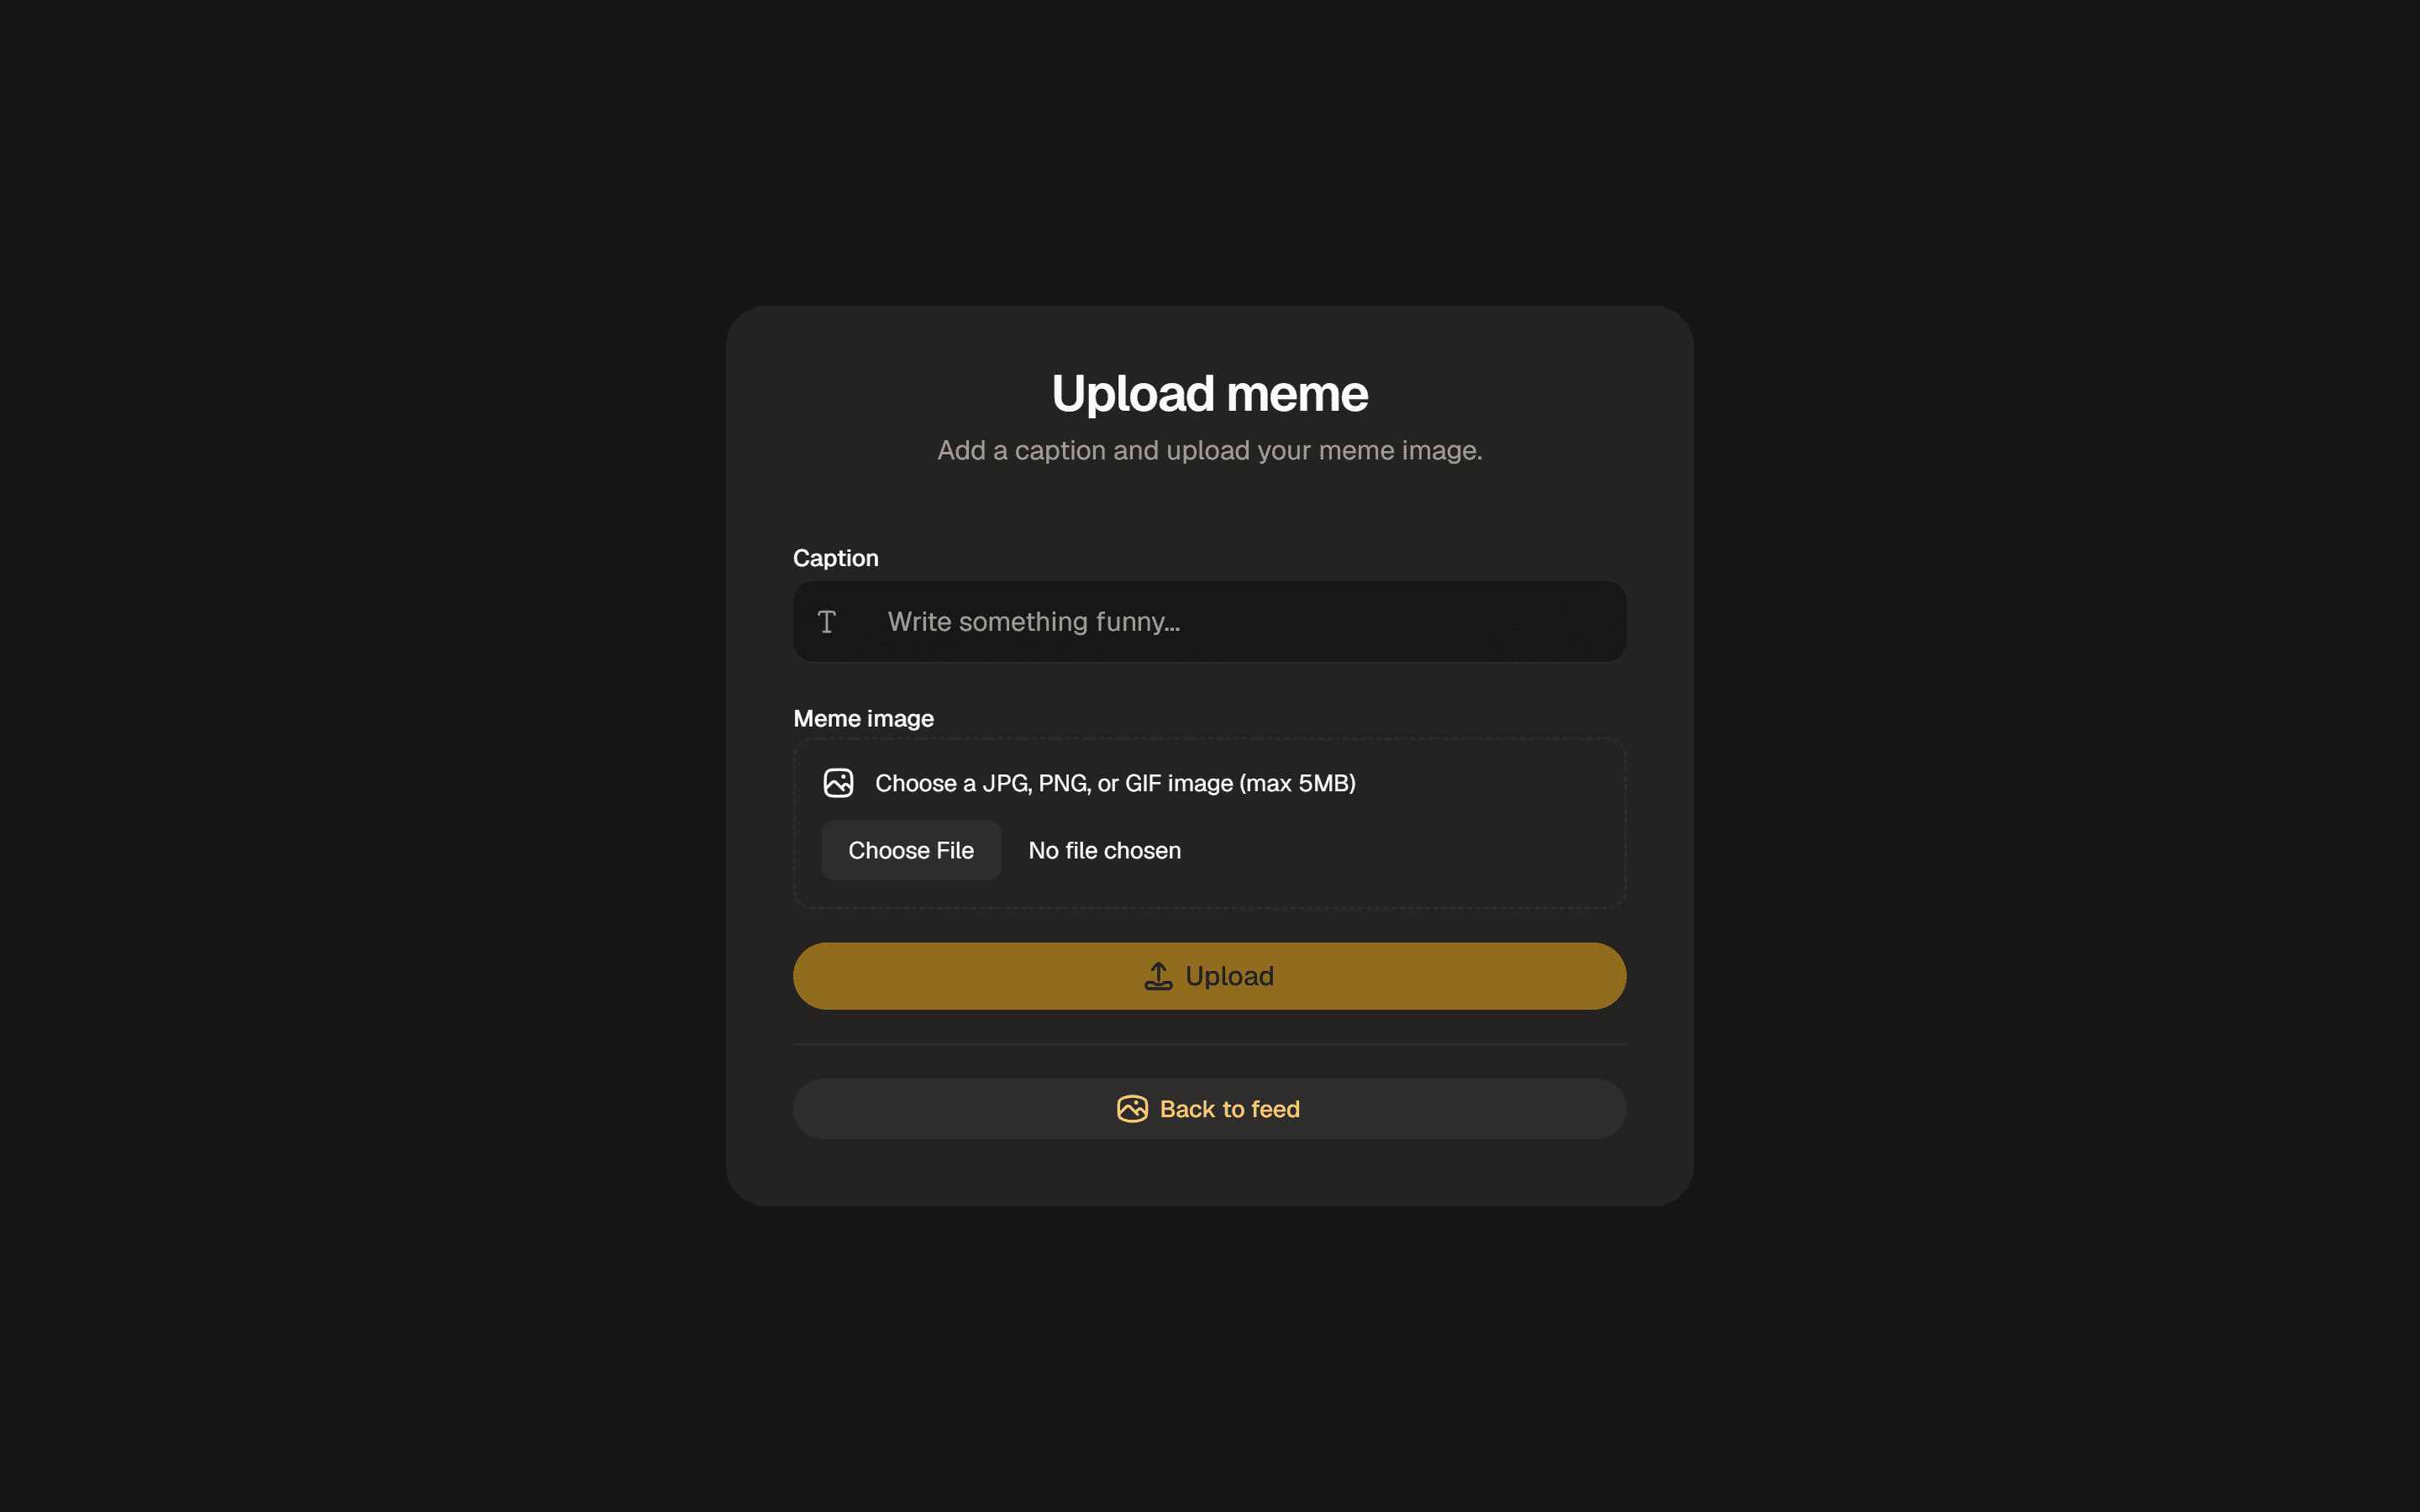 Upload meme
Add a caption and upload your meme image.
Caption
Write something funny...
Meme image
Choose a JPG, PNG, or GIF image (max 5MB)
Choose File No file chosen
Upload
Back to feed